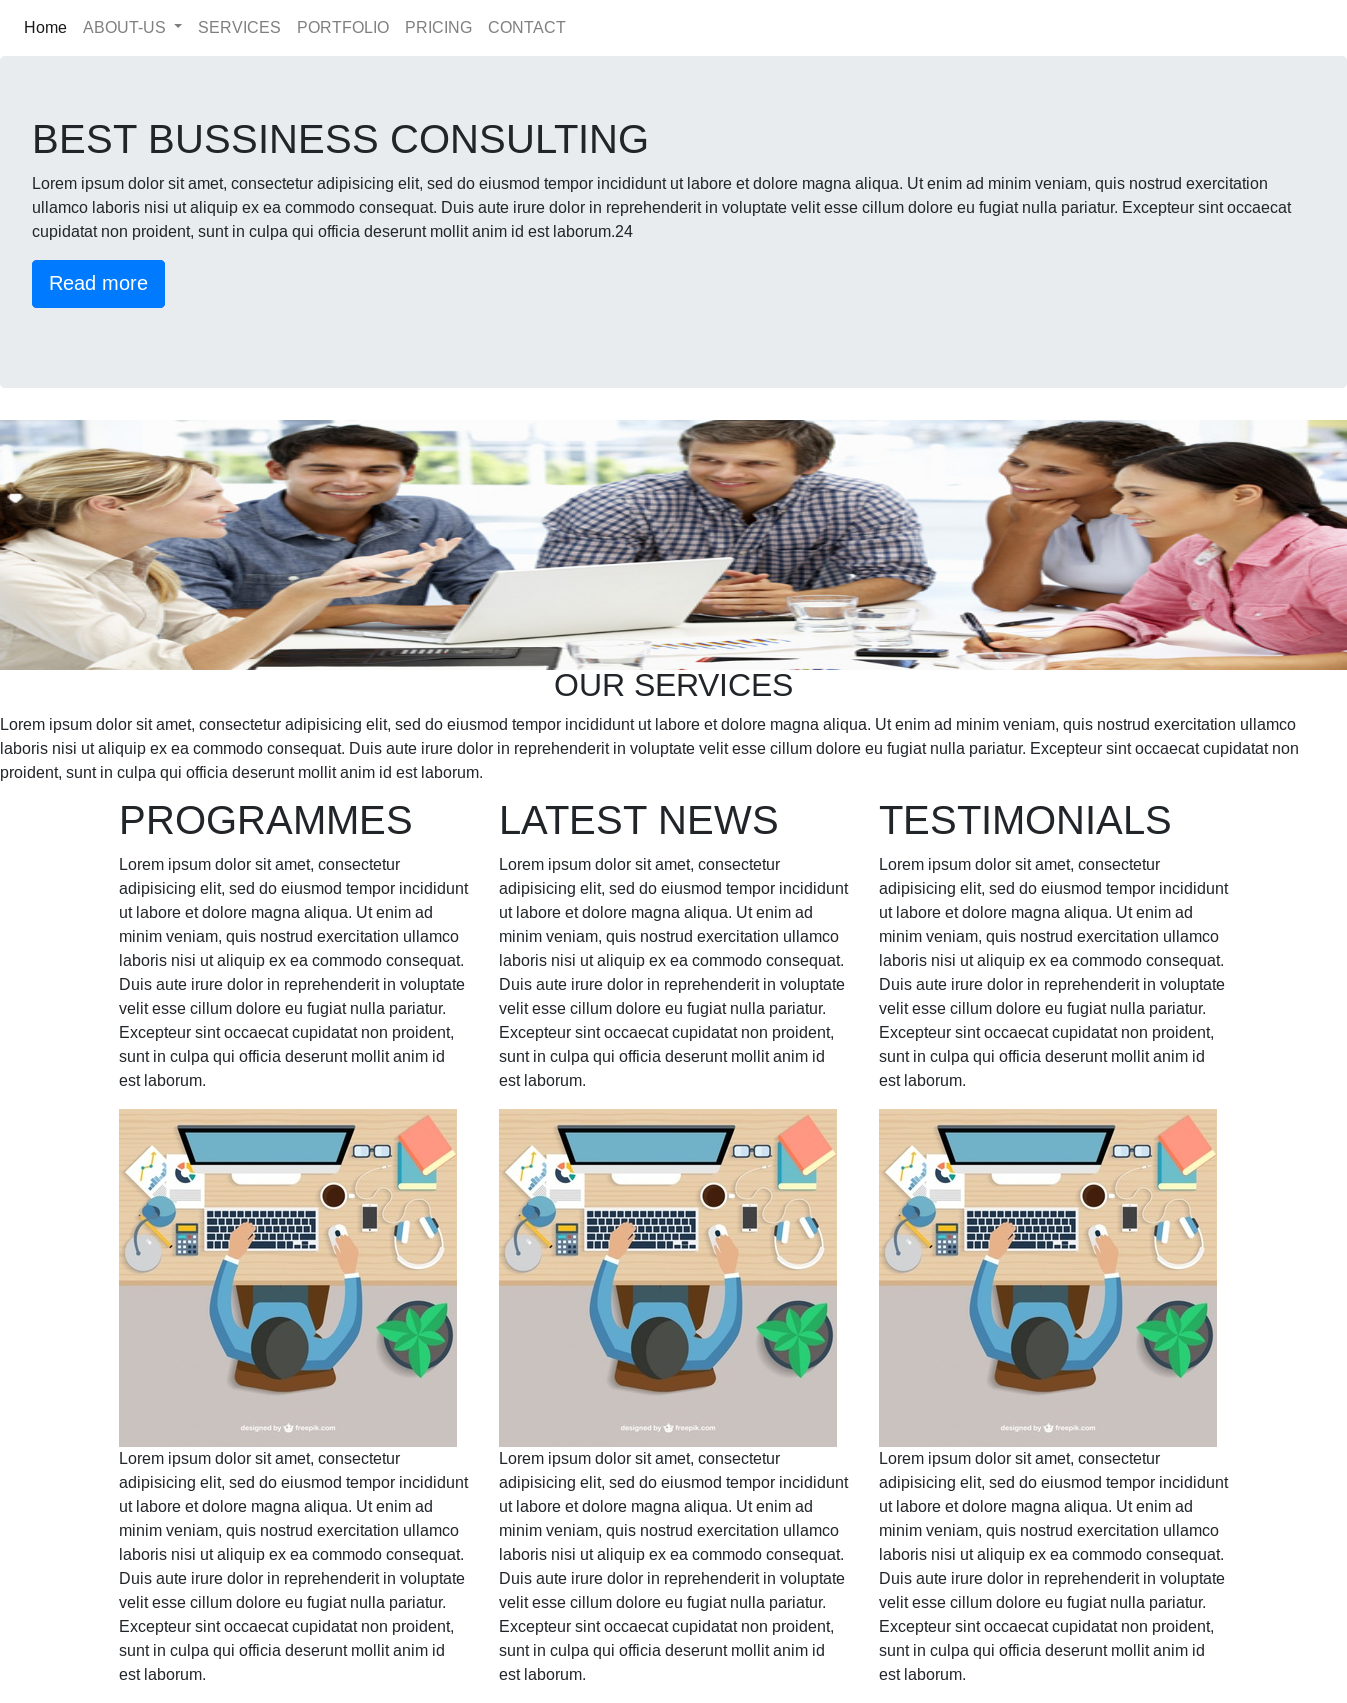 Home ABOUT-US SERVICES PORTFOLIO PRICING CONTACT
BEST BUSSINESS CONSULTING
Lorem ipsum dolor sit amet, consectetur adipisicing elit, sed do eiusmod tempor incididunt ut labore et dolore magna aliqua. Ut enim ad minim veniam, quis nostrud exercitation
ullamco laboris nisi ut aliquip ex ea commodo consequat. Duis aute irure dolor in reprehenderit in voluptate velit esse cillum dolore eu fugiat nulla pariatur. Excepteur sint occaecat
cupidatat non proident, sunt in culpa qui officia deserunt mollit anim id est laborum.24
Read more
OUR SERVICES
Lorem ipsum dolor sit amet, consectetur adipisicing elit, sed do eiusmod tempor incididunt ut labore et dolore magna aliqua. Ut enim ad minim veniam, quis nostrud exercitation ullamco
laboris nisi ut aliquip ex ea commodo consequat. Duis aute irure dolor in reprehenderit in voluptate velit esse cillum dolore eu fugiat nulla pariatur. Excepteur sint occaecat cupidatat non
proident, sunt in culpa qui officia deserunt mollit anim id est laborum.
PROGRAMMES
Lorem ipsum dolor sit amet, consectetur
adipisicing elit, sed do eiusmod tempor incididunt
ut labore et dolore magna aliqua. Ut enim ad
minim veniam, quis nostrud exercitation ullamco
laboris nisi ut aliquip ex ea commodo consequat.
Duis aute irure dolor in reprehenderit in voluptate
velit esse cillum dolore eu fugiat nulla pariatur.
Excepteur sint occaecat cupidatat non proident,
sunt in culpa qui officia deserunt mollit anim id
est laborum.
designed by freepik.com
Lorem ipsum dolor sit amet, consectetur
adipisicing elit, sed do eiusmod tempor incididunt
ut labore et dolore magna aliqua. Ut enim ad
minim veniam, quis nostrud exercitation ullamco
laboris nisi ut aliquip ex ea commodo consequat.
Duis aute irure dolor in reprehenderit in voluptate
velit esse cillum dolore eu fugiat nulla pariatur.
Excepteur sint occaecat cupidatat non proident,
sunt in culpa qui officia deserunt mollit anim id
est laborum.
LATEST NEWS
Lorem ipsum dolor sit amet, consectetur
adipisicing elit, sed do eiusmod tempor incididunt
ut labore et dolore magna aliqua. Ut enim ad
minim veniam, quis nostrud exercitation ullamco
laboris nisi ut aliquip ex ea commodo consequat.
Duis aute irure dolor in reprehenderit in voluptate
velit esse cillum dolore eu fugiat nulla pariatur.
Excepteur sint occaecat cupidatat non proident,
sunt in culpa qui officia deserunt mollit anim id
est laborum.
designed by freepik.com
Lorem ipsum dolor sit amet, consectetur
adipisicing elit, sed do eiusmod tempor incididunt
ut labore et dolore magna aliqua. Ut enim ad
minim veniam, quis nostrud exercitation ullamco
laboris nisi ut aliquip ex ea commodo consequat.
Duis aute irure dolor in reprehenderit in voluptate
velit esse cillum dolore eu fugiat nulla pariatur.
Excepteur sint occaecat cupidatat non proident,
sunt in culpa qui officia deserunt mollit anim id
est laborum.
TESTIMONIALS
Lorem ipsum dolor sit amet, consectetur
adipisicing elit, sed do eiusmod tempor incididunt
ut labore et dolore magna aliqua. Ut enim ad
minim veniam, quis nostrud exercitation ullamco
laboris nisi ut aliquip ex ea commodo consequat.
Duis aute irure dolor in reprehenderit in voluptate
velit esse cillum dolore eu fugiat nulla pariatur.
Excepteur sint occaecat cupidatat non proident,
sunt in culpa qui officia deserunt mollit anim id
est laborum.
designed by freepik.com
Lorem ipsum dolor sit amet, consectetur
adipisicing elit, sed do eiusmod tempor incididunt
ut labore et dolore magna aliqua. Ut enim ad
minim veniam, quis nostrud exercitation ullamco
laboris nisi ut aliquip ex ea commodo consequat.
Duis aute irure dolor in reprehenderit in voluptate
velit esse cillum dolore eu fugiat nulla pariatur.
Excepteur sint occaecat cupidatat non proident,
sunt in culpa qui officia deserunt mollit anim id
est laborum.